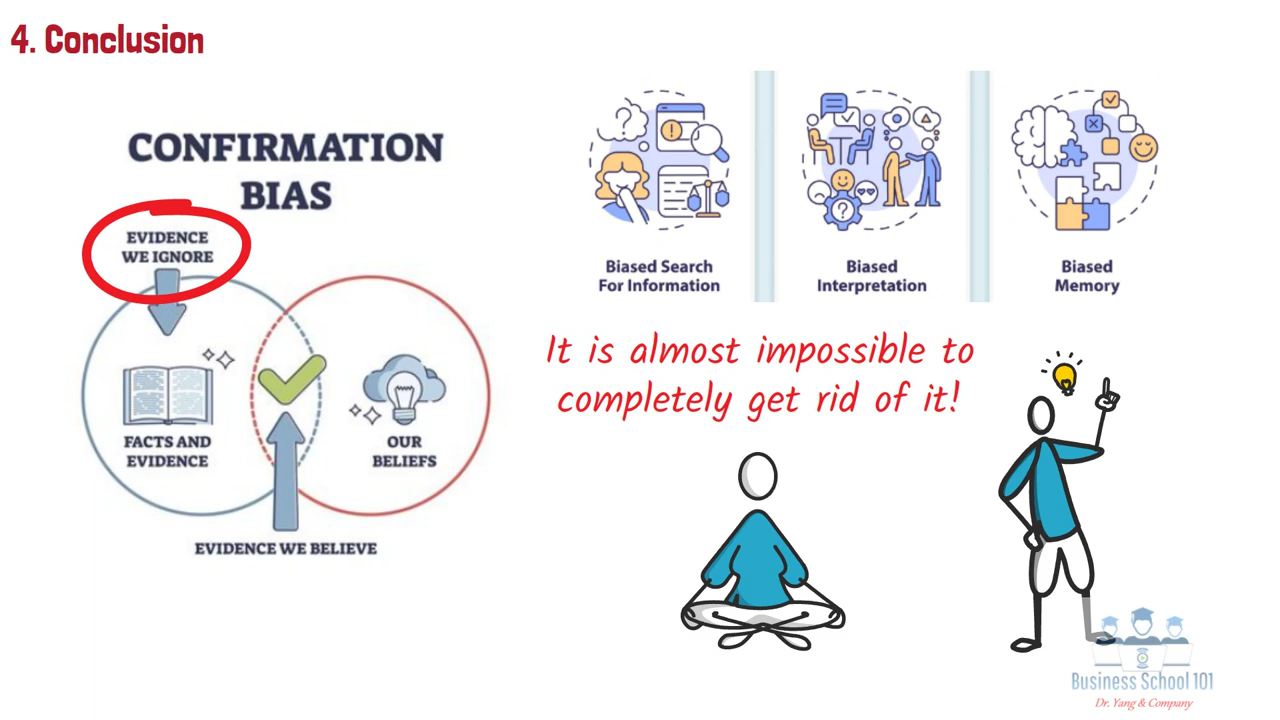 4. Conclusion
CONFIRMATION
BIAS
EVIDENCE
WE IGNORE
FACTS AND
EVIDENCE
OUR
BELIEFS
EVIDENCE WE BELIEVE
Biased Search
For Information
Biased
Interpretation
Biased
Memory
It is almost impossible to
completely get rid of it!
Business School 101
Dr. Yang & Company